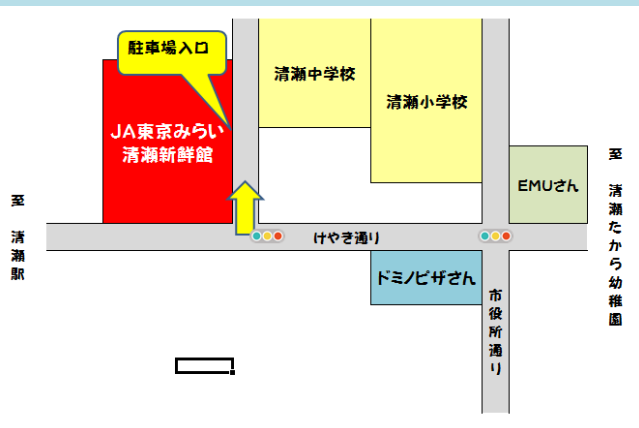 駐車場入口
清瀬中学校
清瀬小学校
JA東京みらい
清瀬新鮮館
EMUさん
至 清瀬駅
至 清瀬たから幼稚園
けやき通り
ドミノピザさん
市役所通り